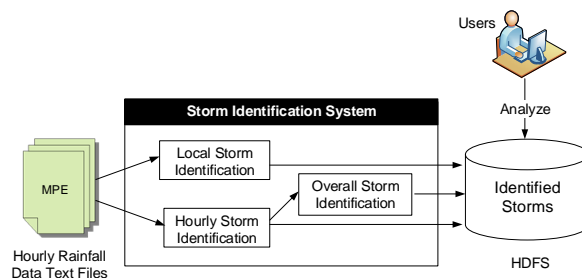 Users
Storm Identification System
Analyze
Local Storm
Identification
MPE
Overall Storm
Identification
Identified
Storms
Hourly Storm
Identification
Hourly Rainfall
Data Text Files
HDFS